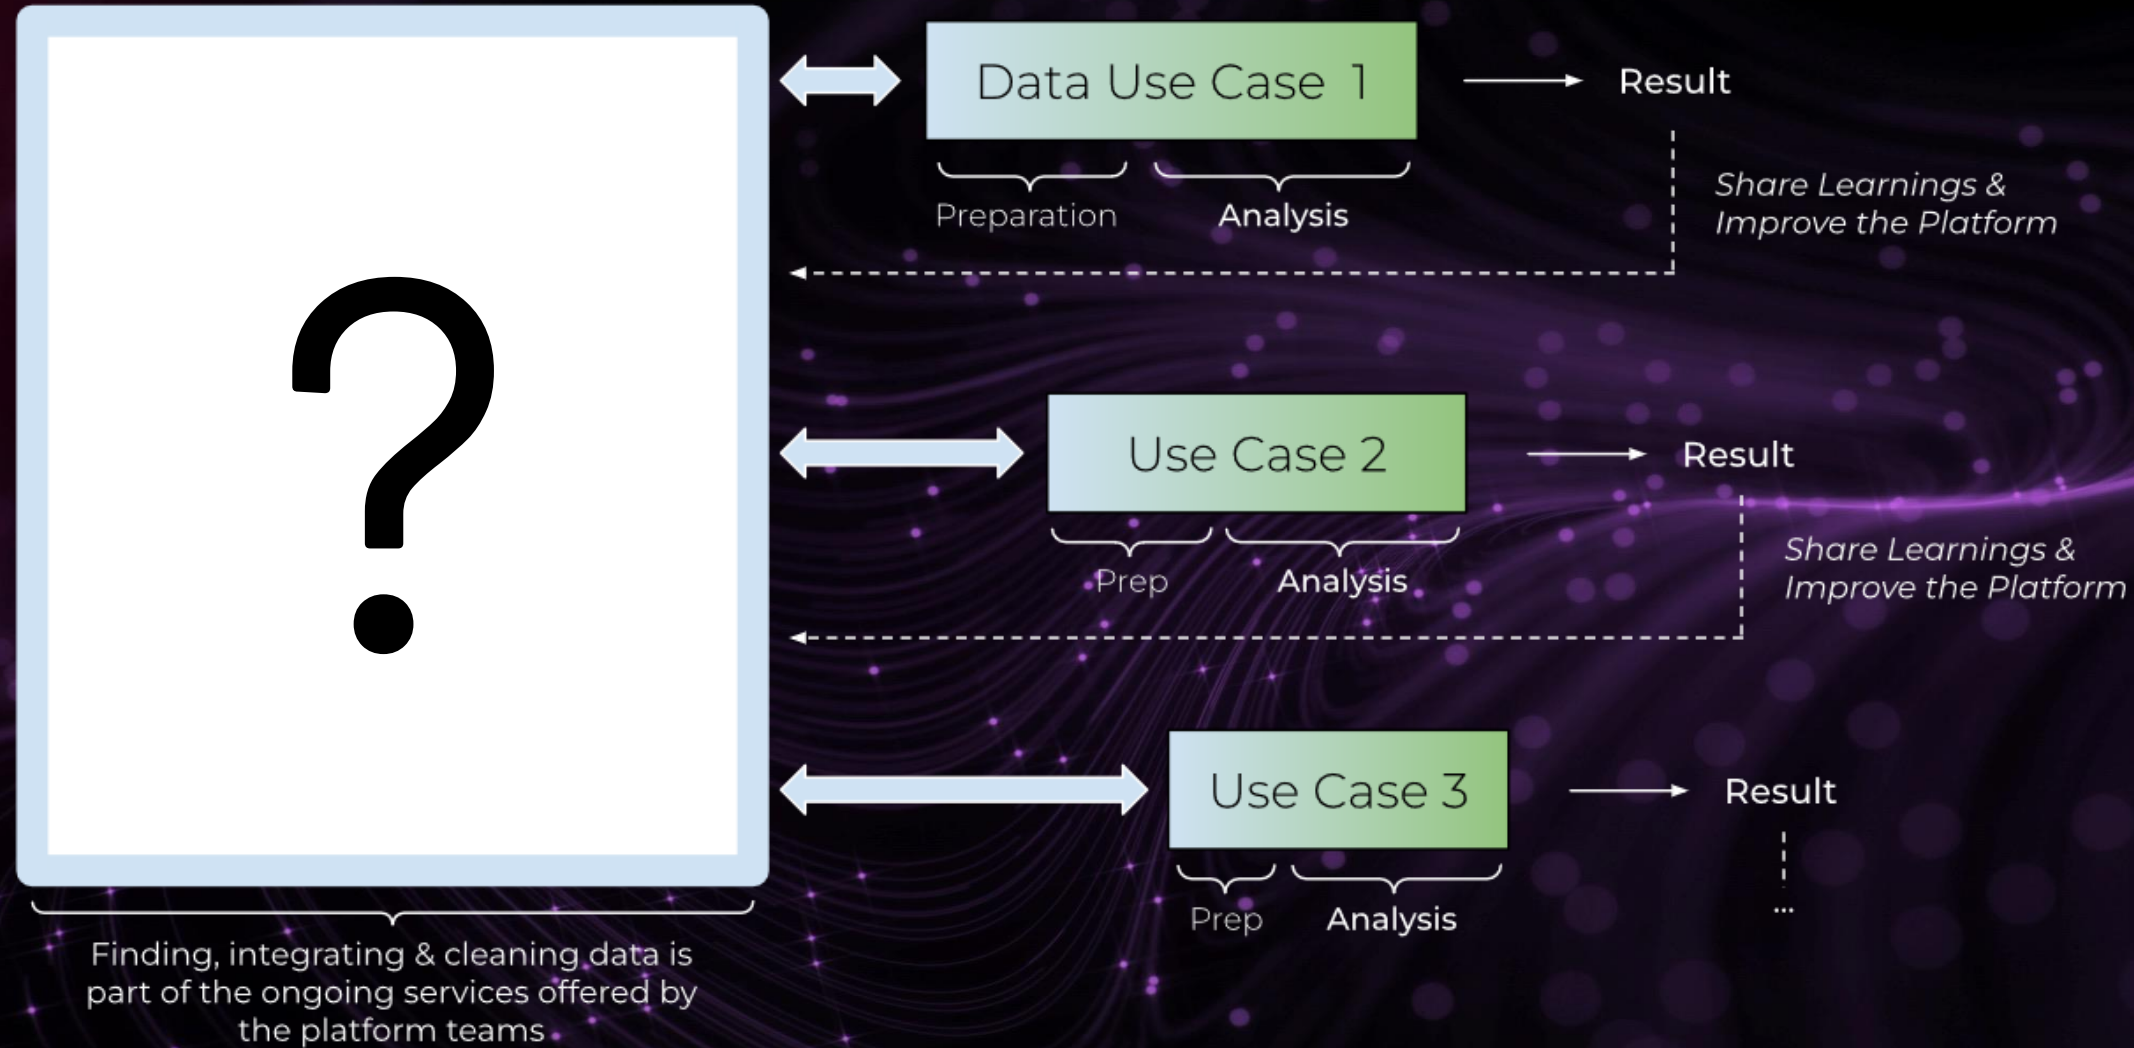 ?
Data Use Case 1
Result
Preparation
Analysis
Share Learnings &
Improve the Platform
Use Case 2
Result
Prep
Analysis
Share Learnings &
Improve the Platform
Use Case 3
Result
Prep
Analysis
...
Finding, integrating & cleaning data is
part of the ongoing services offered by
the platform teams